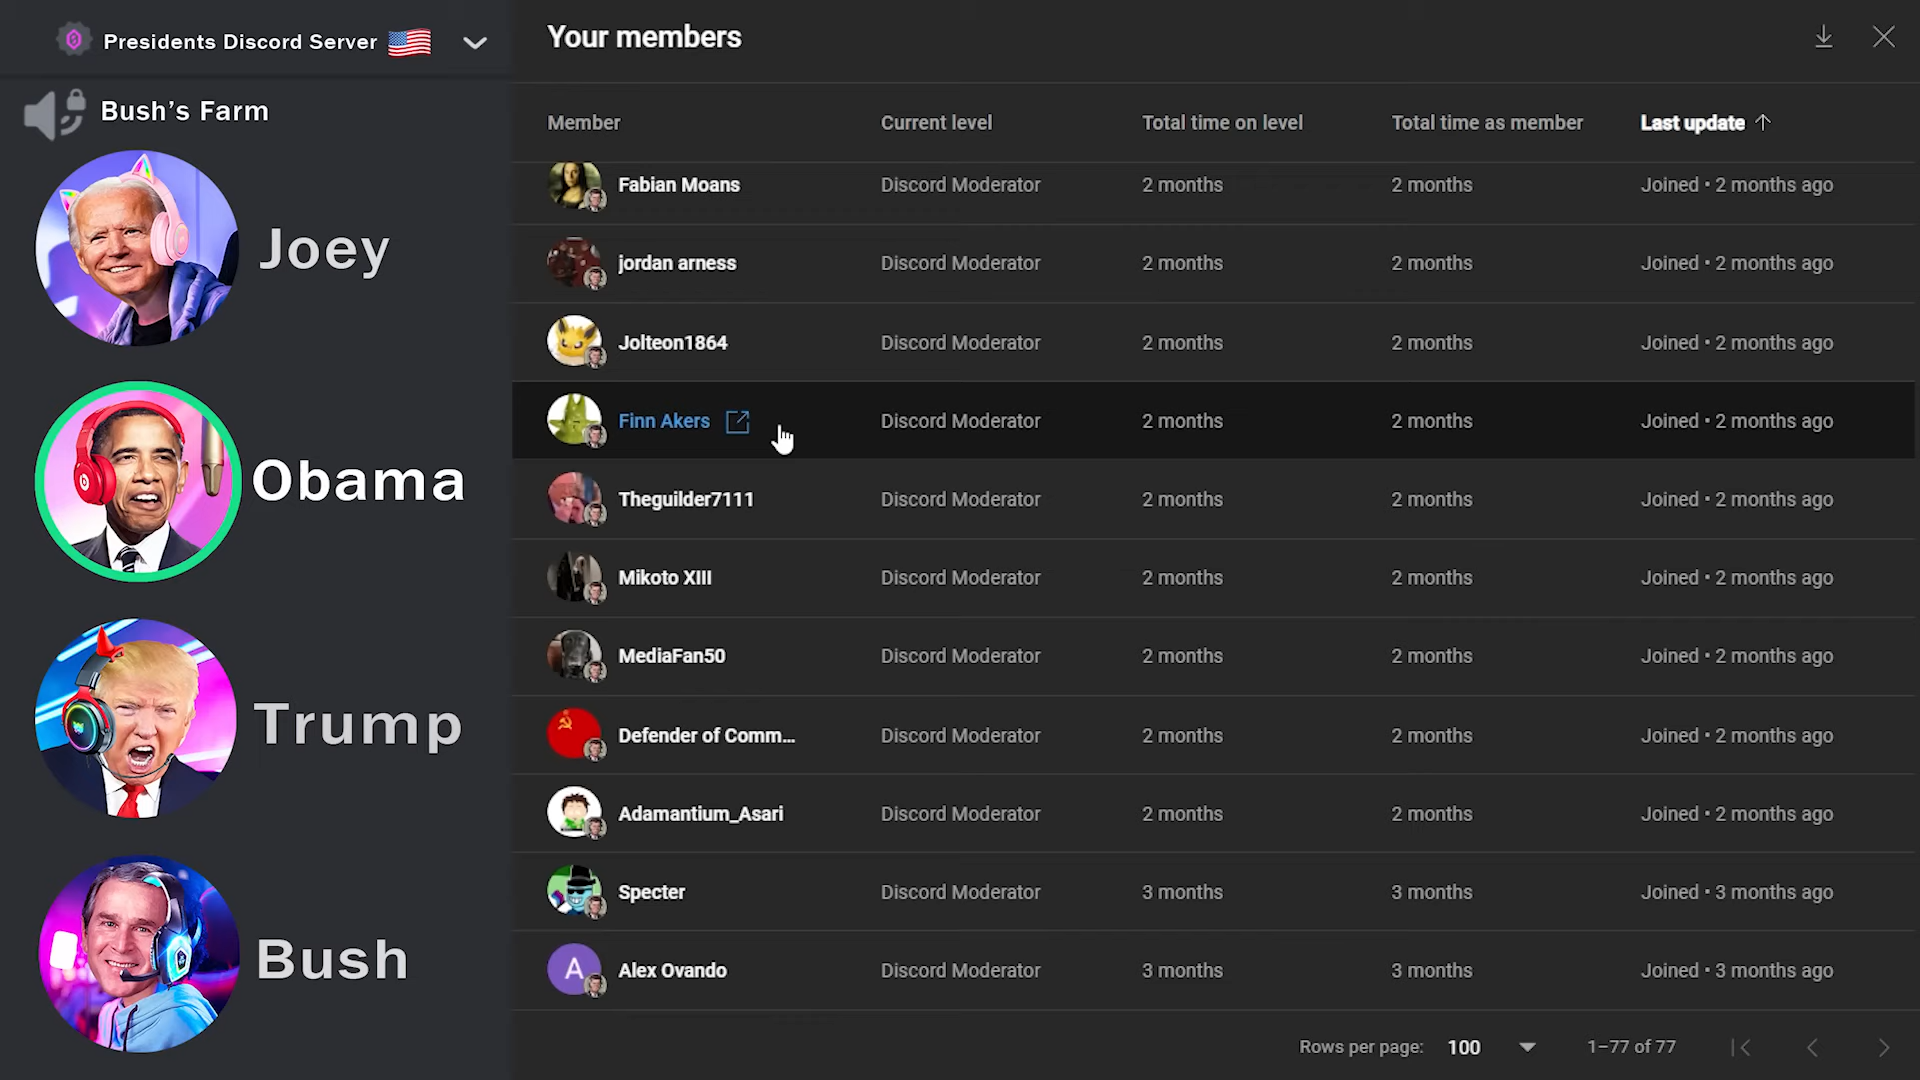 Presidents Discord Server
Bush's Farm
Joey
Obama
Trump
Bush
Your members
Member Current level Total time on level Total time as member Last update
Fabian Moans Discord Moderator 2 months 2 months Joined • 2 months ago
jordan arness Discord Moderator 2 months 2 months Joined • 2 months ago
Jolteon1864 Discord Moderator 2 months 2 months Joined • 2 months ago
Finn Akers Discord Moderator 2 months 2 months Joined • 2 months ago
Theguilder7111 Discord Moderator 2 months 2 months Joined • 2 months ago
Mikoto XIII Discord Moderator 2 months 2 months Joined • 2 months ago
MediaFan50 Discord Moderator 2 months 2 months Joined • 2 months ago
Defender of Comm... Discord Moderator 2 months 2 months Joined • 2 months ago
Adamantium_Asari Discord Moderator 2 months 2 months Joined • 2 months ago
Specter Discord Moderator 3 months 3 months Joined • 3 months ago
A Alex Ovando Discord Moderator 3 months 3 months Joined • 3 months ago
Rows per page: 100 1–77 of 77